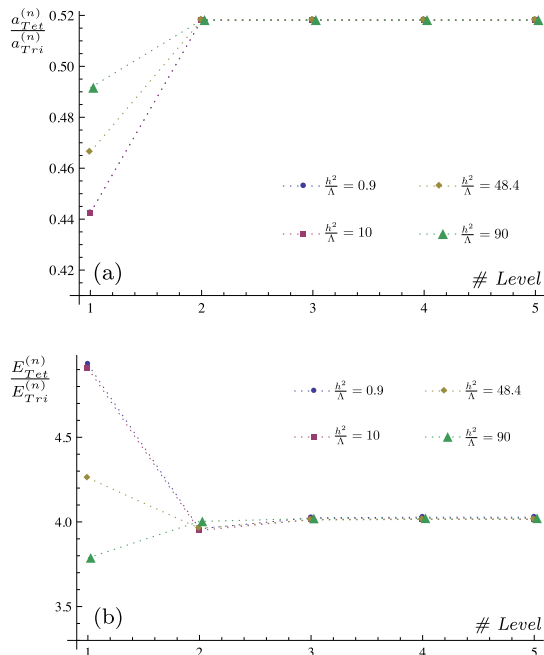 a_{Tet}^{(n)}
a_{Tri}^{(n)}
0.52
0.50
0.48
0.46
0.44
0.42
h²/Λ = 0.9
h²/Λ = 48.4
h²/Λ = 10
h²/Λ = 90
(a)
# Level
1 2 3 4 5
E_{Tet}^{(n)}
E_{Tri}^{(n)}
4.5
4.0
3.5
h²/Λ = 0.9
h²/Λ = 48.4
h²/Λ = 10
h²/Λ = 90
(b)
# Level
1 2 3 4 5